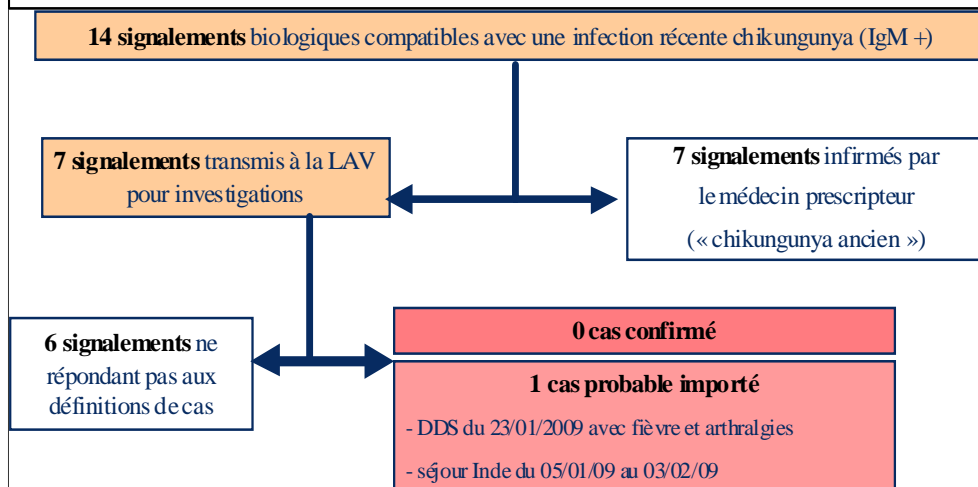 14 signalements biologiques compatibles avec une infection récente chikungunya (IgM +)
7 signalements transmis à la LAV
pour investigations
7 signalements infirmés par
le médecin prescripteur
(« chikungunya ancien »)
6 signalements ne
répondant pas aux
définitions de cas
0 cas confirmé
1 cas probable importé
- DDS du 23/01/2009 avec fièvre et arthralgies
- séjour Inde du 05/01/09 au 03/02/09